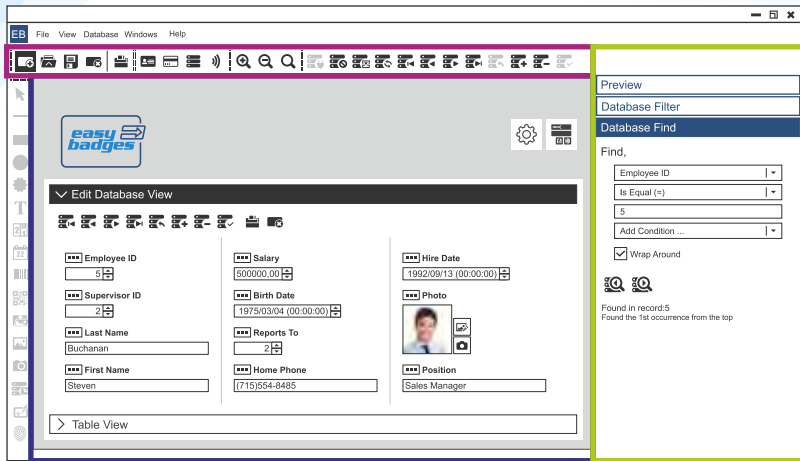 EB File View Database Windows Help
Preview
Database Filter
Database Find
Find,
Employee ID
Is Equal (=)
5
Add Condition ...
Wrap Around
Found in record:5
Found the 1st occurrence from the top
easy
badges
Edit Database View
Employee ID
5
Supervisor ID
2
Last Name
Buchanan
First Name
Steven
Salary
500000,00
Birth Date
1975/03/04 (00:00:00)
Reports To
2
Home Phone
(715)554-8485
Hire Date
1992/09/13 (00:00:00)
Photo
Position
Sales Manager
Table View
T
22